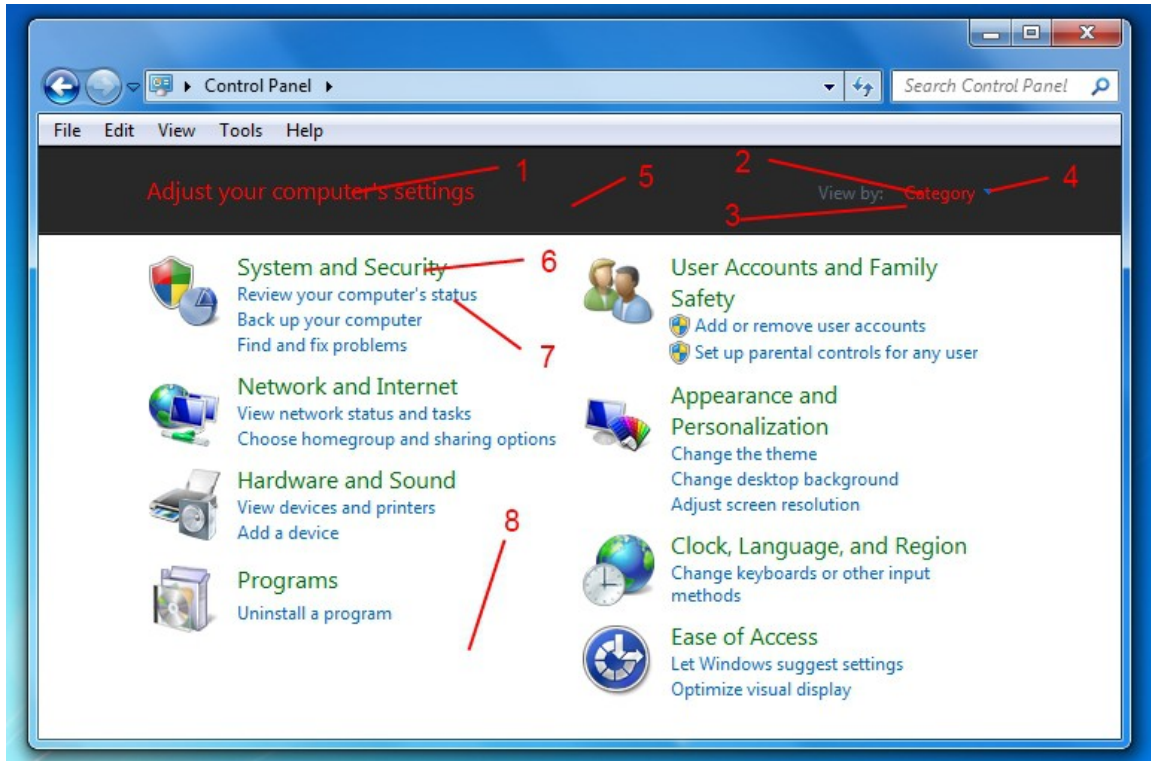 Control Panel
Search Control Panel
File Edit View Tools Help
Adjust your computer's settings
1
5
2
View by: Category
4
3
System and Security
6
Review your computer's status
Back up your computer
Find and fix problems
7
Network and Internet
View network status and tasks
Choose homegroup and sharing options
Hardware and Sound
View devices and printers
Add a device
8
Programs
Uninstall a program
User Accounts and Family
Safety
Add or remove user accounts
Set up parental controls for any user
Appearance and
Personalization
Change the theme
Change desktop background
Adjust screen resolution
Clock, Language, and Region
Change keyboards or other input
methods
Ease of Access
Let Windows suggest settings
Optimize visual display